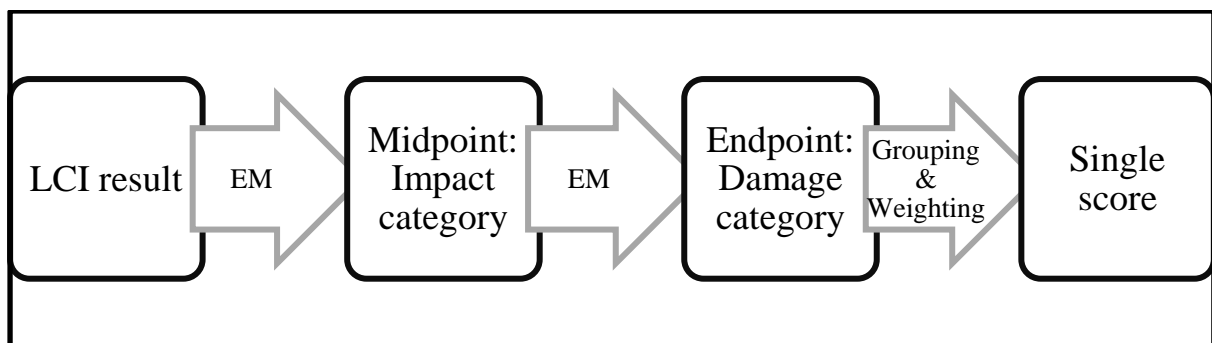 LCI result
EM
Midpoint:
Impact
category
EM
Endpoint:
Damage
category
Grouping
&
Weighting
Single
score